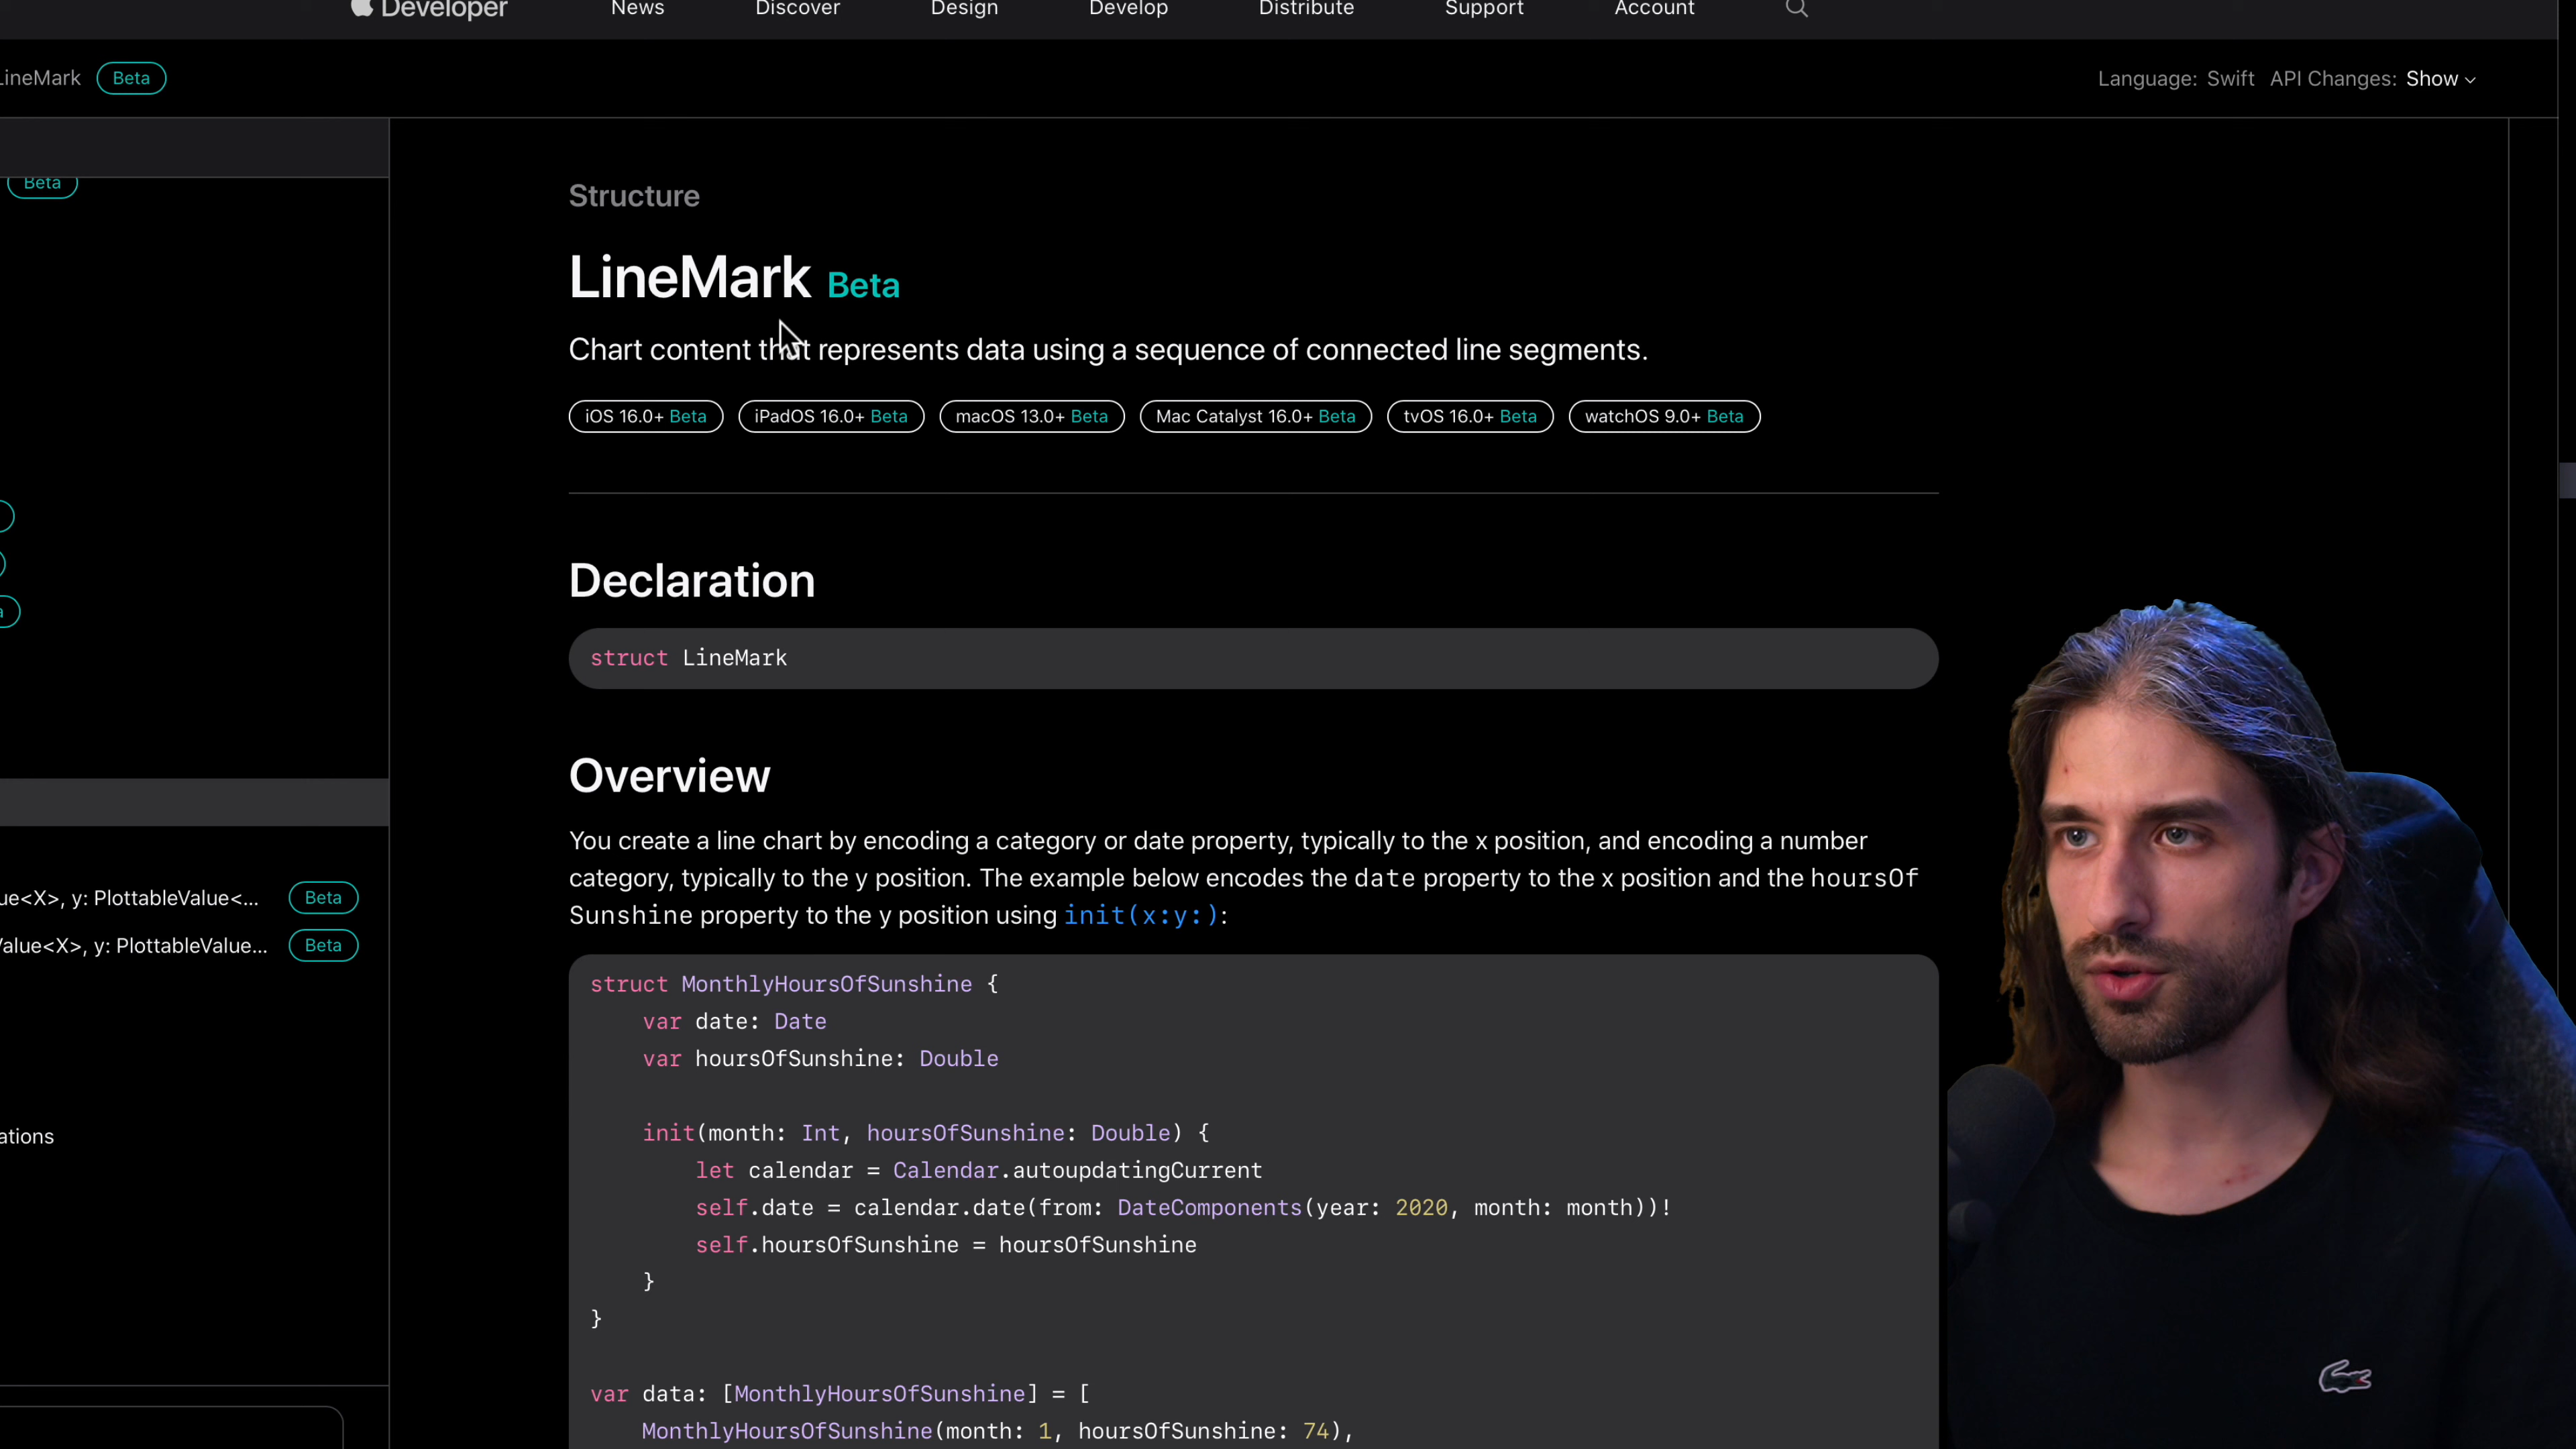 Developer
News
Discover
Design
Develop
Distribute
Support
Account
LineMark Beta
Language: Swift API Changes: Show
Beta
Structure
LineMark Beta
Chart content that represents data using a sequence of connected line segments.
iOS 16.0+ Beta
iPadOS 16.0+ Beta
macOS 13.0+ Beta
Mac Catalyst 16.0+ Beta
tvOS 16.0+ Beta
watchOS 9.0+ Beta
Declaration
struct LineMark
Overview
You create a line chart by encoding a category or date property, typically to the x position, and encoding a number
category, typically to the y position. The example below encodes the date property to the x position and the hoursOf
Sunshine property to the y position using init(x:y:):
ue<X>, y: PlottableValue<... Beta
alue<X>, y: PlottableValue... Beta
ations
struct MonthlyHoursOfSunshine {
var date: Date
var hoursOfSunshine: Double
init(month: Int, hoursOfSunshine: Double) {
let calendar = Calendar.autoupdatingCurrent
self.date = calendar.date(from: DateComponents(year: 2020, month: month))!
self.hoursOfSunshine = hoursOfSunshine
}
}
var data: [MonthlyHoursOfSunshine] = [
MonthlyHoursOfSunshine(month: 1, hoursOfSunshine: 74),